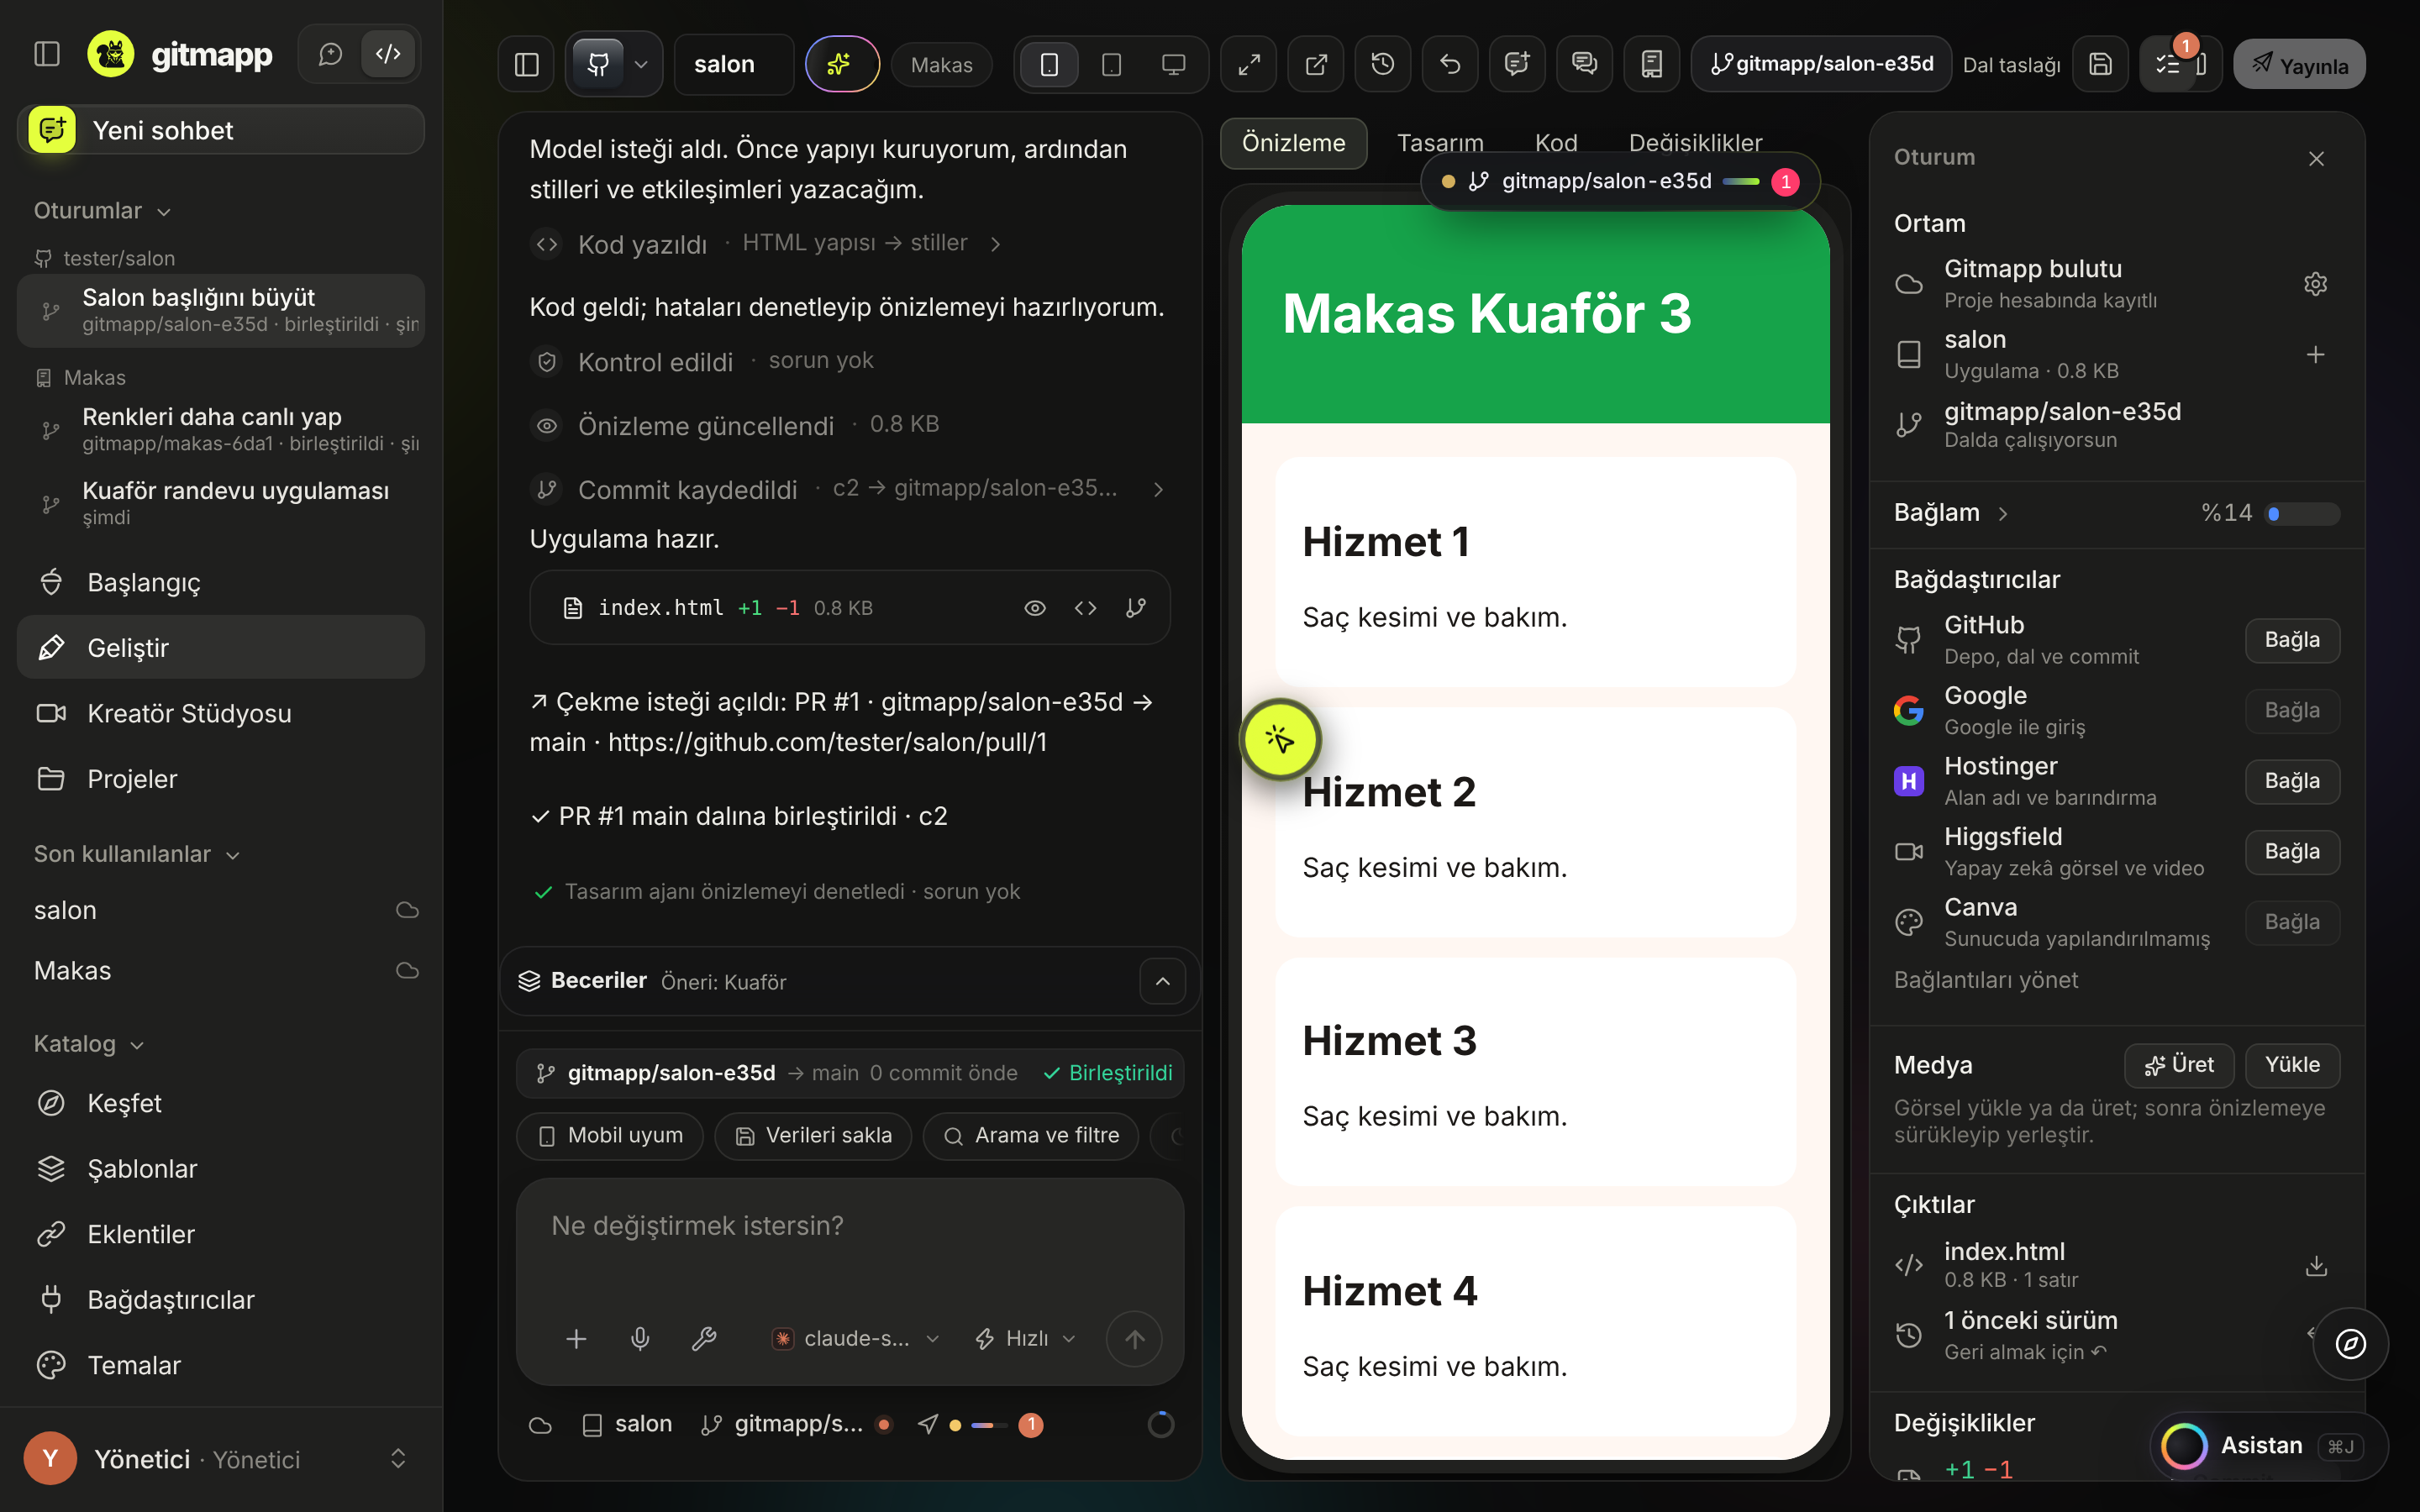 gitmapp
Yeni sohbet
Oturumlar
tester/salon
Salon başlığını büyüt
gitmapp/salon-e35d · birleştirildi · şi
Makas
Renkleri daha canlı yap
gitmapp/makas-6da1 · birleştirildi · şi
Kuaför randevu uygulaması
şimdi
Başlangıç
Geliştir
Kreatör Stüdyosu
Projeler
Son kullanılanlar
salon
Makas
Katalog
Keşfet
Şablonlar
Eklentiler
Bağdaştırıcılar
Temalar
Y
Yönetici · Yönetici
salon
Makas
gitmapp/salon-e35d
Dal taslağı
1
Yayınla
Model isteği aldı. Önce yapıyı kuruyorum, ardından
stilleri ve etkileşimleri yazacağım.
Kod yazıldı · HTML yapısı → stiller
Kod geldi; hataları denetleyip önizlemeyi hazırlıyorum.
Kontrol edildi · sorun yok
Önizleme güncellendi · 0.8 KB
Commit kaydedildi · c2 → gitmapp/salon-e35...
Uygulama hazır.
index.html +1 −1 0.8 KB
↗ Çekme isteği açıldı: PR #1 · gitmapp/salon-e35d →
main · https://github.com/tester/salon/pull/1
✓ PR #1 main dalına birleştirildi · c2
✓ Tasarım ajanı önizlemeyi denetledi · sorun yok
Beceriler Öneri: Kuaför
gitmapp/salon-e35d → main 0 commit önde ✓ Birleştirildi
Mobil uyum
Verileri sakla
Arama ve filtre
Ne değiştirmek istersin?
claude-s...
Hızlı
salon
gitmapp/s...
1
Önizleme
Tasarım
Kod
Değişiklikler
gitmapp/salon-e35d
1
Makas Kuaför 3
Hizmet 1
Saç kesimi ve bakım.
Hizmet 2
Saç kesimi ve bakım.
Hizmet 3
Saç kesimi ve bakım.
Hizmet 4
Saç kesimi ve bakım.
Oturum
Ortam
Gitmapp bulutu
Proje hesabında kayıtlı
salon
Uygulama · 0.8 KB
gitmapp/salon-e35d
Dalda çalışıyorsun
Bağlam
%14
Bağdaştırıcılar
GitHub
Depo, dal ve commit
Bağla
Google
Google ile giriş
Bağla
Hostinger
Alan adı ve barındırma
Bağla
Higgsfield
Yapay zekâ görsel ve video
Bağla
Canva
Sunucuda yapılandırılmamış
Bağla
Bağlantıları yönet
Medya
Üret
Yükle
Görsel yükle ya da üret; sonra önizlemeye
sürükleyip yerleştir.
Çıktılar
index.html
0.8 KB · 1 satır
1 önceki sürüm
Geri almak için ↶
Değişiklikler
+1 −1
Asistan ⌘J